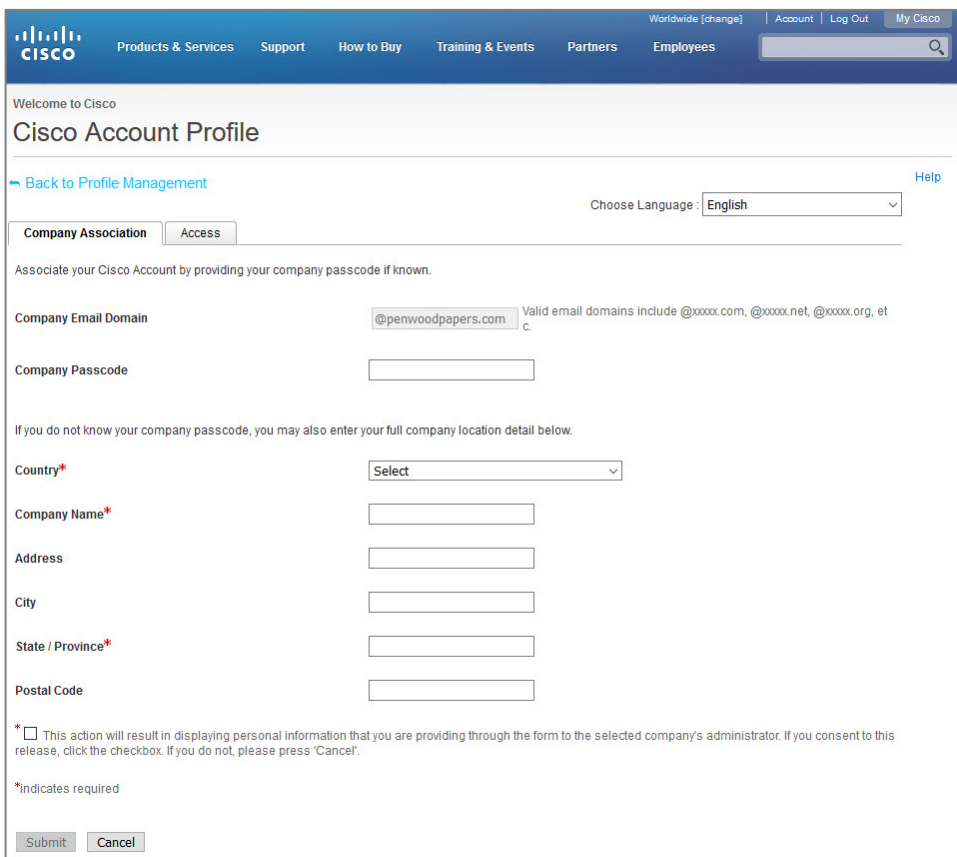 Worldwide [change] | Account | Log Out My Cisco
CISCO Products & Services Support How to Buy Training & Events Partners Employees
Welcome to Cisco
Cisco Account Profile
Back to Profile Management
Help
Choose Language : English
Company Association Access
Associate your Cisco Account by providing your company passcode if known.
Company Email Domain @penwoodpapers.com Valid email domains include @xxxxx.com, @xxxxx.net, @xxxxx.org, et
c.
Company Passcode
If you do not know your company passcode, you may also enter your full company location detail below.
Country* Select
Company Name*
Address
City
State / Province*
Postal Code
* This action will result in displaying personal information that you are providing through the form to the selected company's administrator. If you consent to this
release, click the checkbox. If you do not, please press 'Cancel'.
*indicates required
Submit Cancel